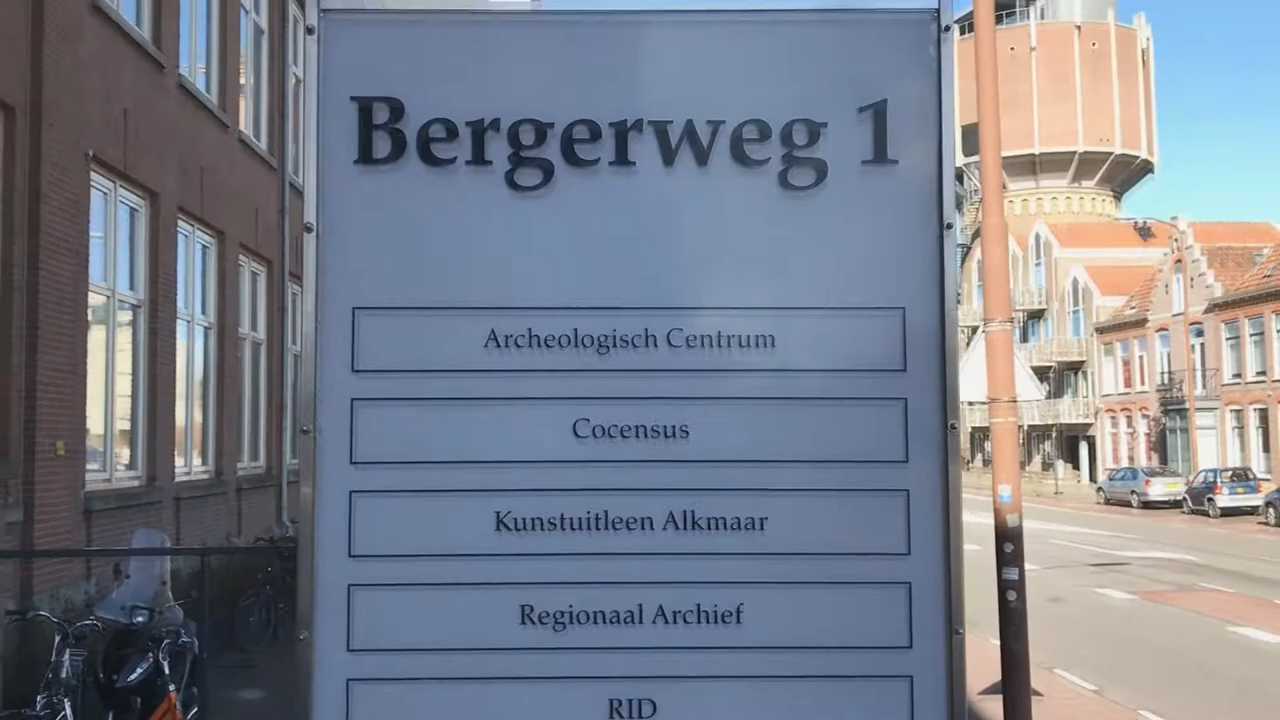 Bergerweg 1
Archeologisch Centrum
Cocensus
Kunstuitleen Alkmaar
Regionaal Archief
RID